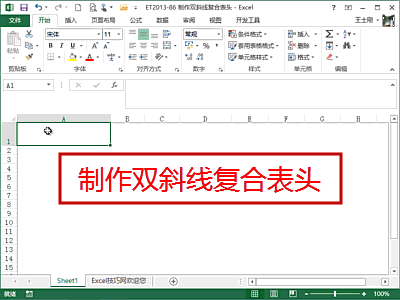 ET2013-86 制作双斜线复合表头 - Excel
文件 开始 插入 页面布局 公式 数据 审阅 视图 开发工具 王士刚
粘贴 宋体 11 常规 条件格式 插入
套用表格格式 删除
单元格样式 格式
剪贴板 字体 对齐方式 数字 样式 单元格 编辑
A1 fx
A B C D E F G H
1
2
3
4
5
6
7
8
9
10
11
12
13
14
15
制作双斜线复合表头
Sheet1 Excel技巧网欢迎您
就绪 100%